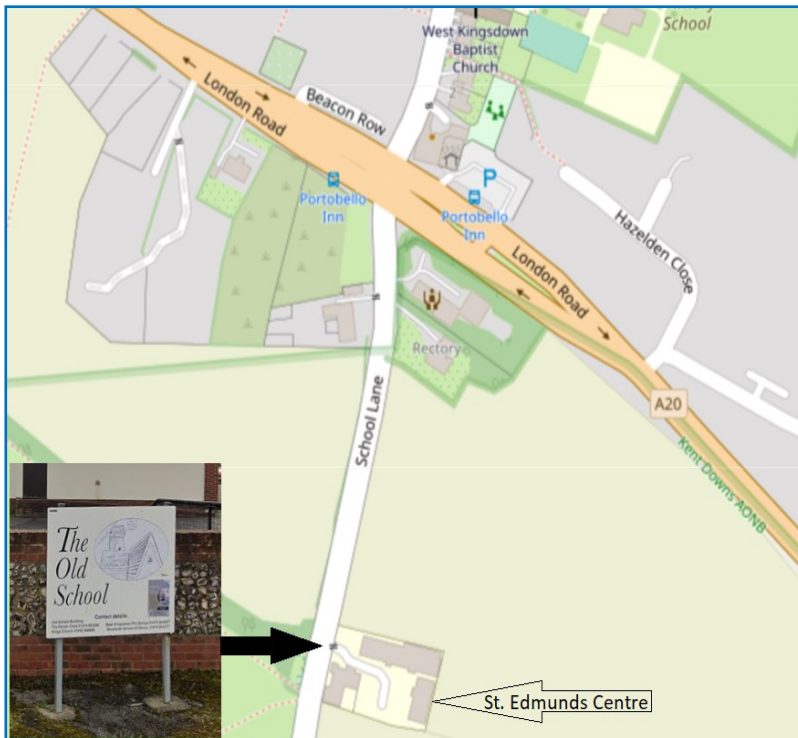 School
West Kingsdown
Baptist
Church
London Road
Beacon Row
2
P
Portobello
Inn
Portobello
Inn
Hazelden Close
London Road
Rectory
A20
School Lane
Kent Downs AONB
The
Old
School
Contact details:
St. Edmunds Centre